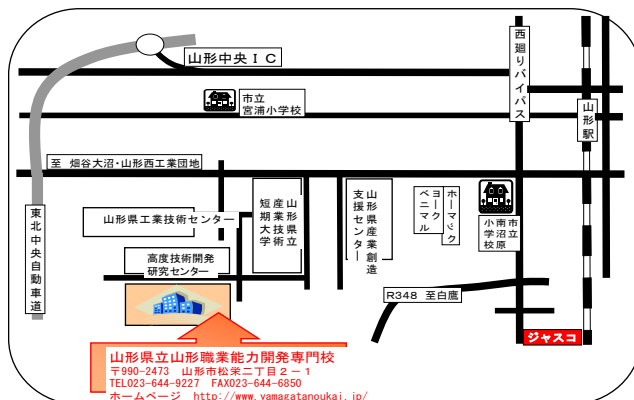 山形中央ＩＣ
西廻りバイパス
山形駅
市立
宮浦小学校
至 畑谷大沼・山形西工業団地
東北中央自動車道
山形県工業技術センター
山形県立
産業技術
短期大学
山形県産業創造
支援センター
ヨーク
ベニマル
ホーマック
市立
南沼原
小学校
高度技術開発
研究センター
R348 至白鷹
ジャスコ
山形県立山形職業能力開発専門校
〒990-2473 山形市松栄二丁目２－１
TEL023-644-9227 FAX023-644-6850
ホームページ http://www.yamagatanoukai.jp/